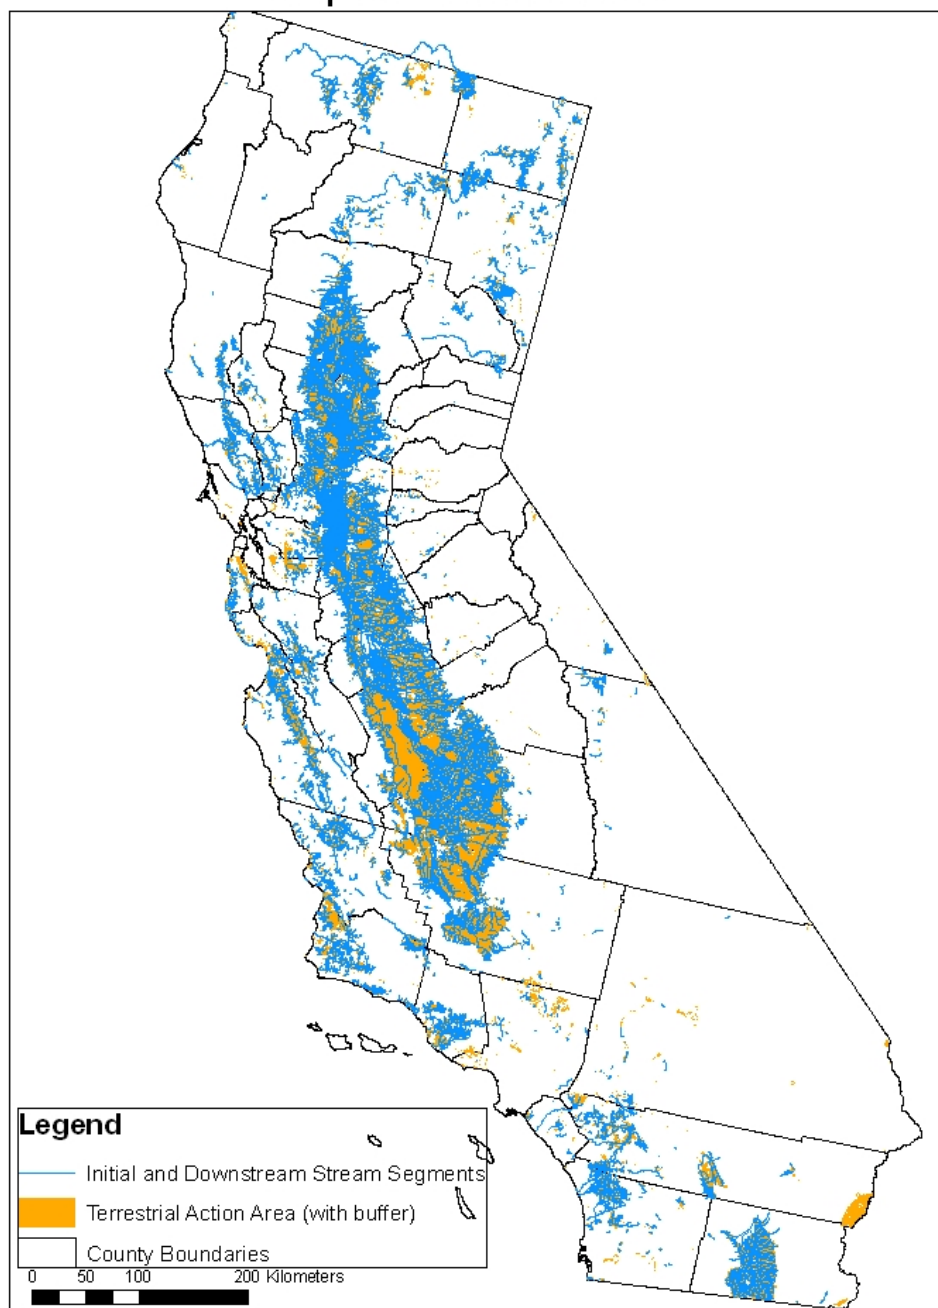 Legend
Initial and Downstream Stream Segments
Terrestrial Action Area (with buffer)
County Boundaries
0 50 100 200 Kilometers